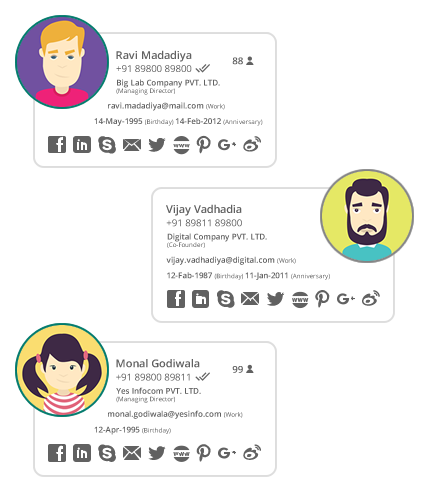 Ravi Madadiya
88
+91 89800 89800
Big Lab Company PVT. LTD.
(Managing Director)
ravi.madadiya@mail.com (Work)
14-May-1995 (Birthday) 14-Feb-2012 (Anniversary)
www
Vijay Vadhadia
+91 89811 89800
Digital Company PVT. LTD.
(Co-Founder)
vijay.vadhadiya@digital.com (Work)
12-Fab-1987 (Birthday) 11-Jan-2011 (Anniversary)
www
Monal Godiwala
99
+91 89800 89811
Yes Infocom PVT. LTD.
(Managing Director)
monal.godiwala@yesinfo.com (Work)
12-Apr-1995 (Birthday)
www